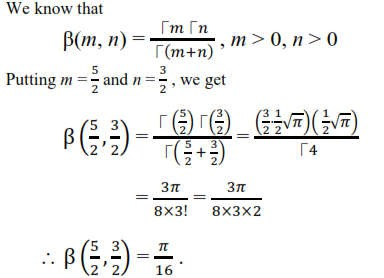 We know that
β(m, n) = Γm Γn / Γ(m+n) , m > 0, n > 0
Putting m = 5/2 and n = 3/2 , we get
β(5/2, 3/2) = Γ(5/2) Γ(3/2) / Γ(5/2 + 3/2) = (3/2 · 1/2 √π)(1/2 √π) / Γ4
= 3π / 8×3! = 3π / 8×3×2
∴ β(5/2, 3/2) = π/16 .